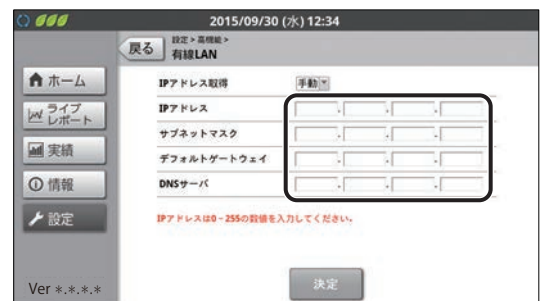 2015/09/30 (水) 12:34
戻る
設定 > 高機能 >
有線LAN
ホーム
ライブ
レポート
実績
情報
設定
Ver *.*.*.*
IPアドレス取得
手動
IPアドレス
サブネットマスク
デフォルトゲートウェイ
DNSサーバ
IPアドレスは0~255の数値を入力してください。
決定